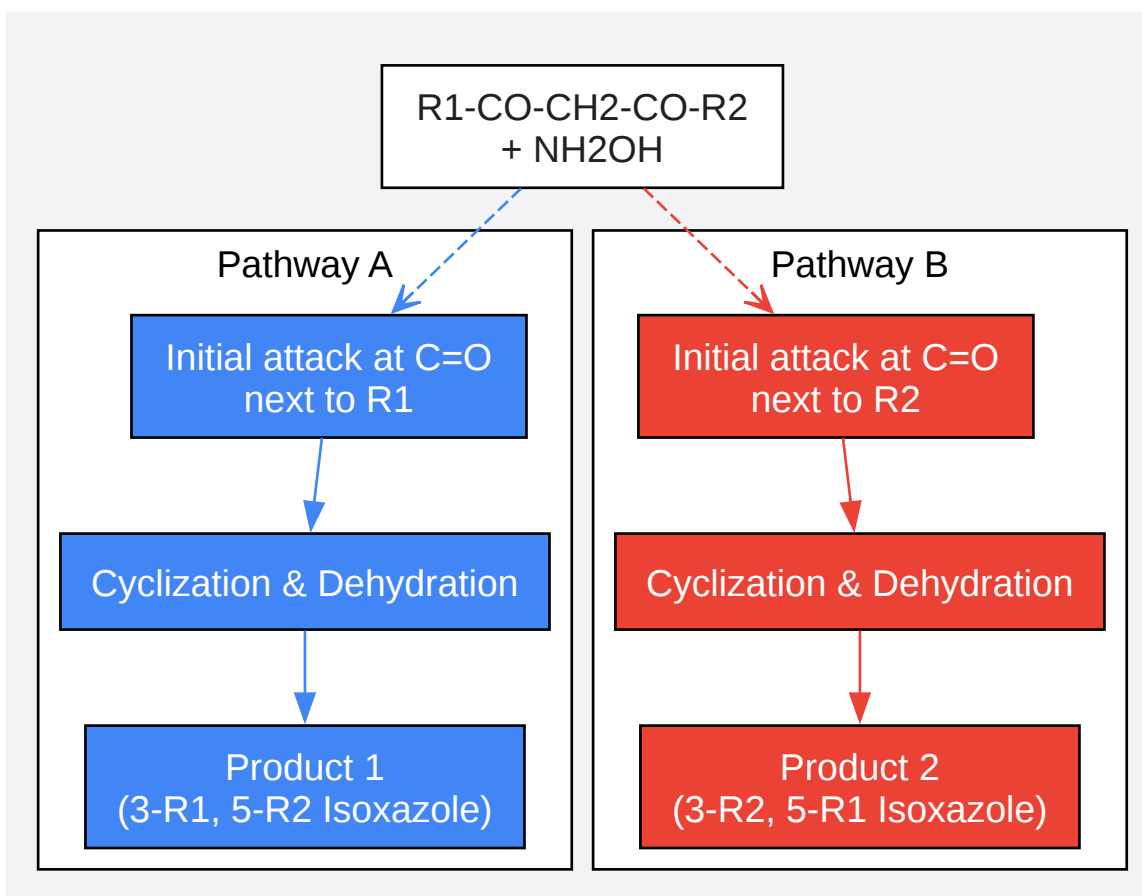 R1-CO-CH2-CO-R2
+ NH2OH
Pathway A
Initial attack at C=O
next to R1
Cyclization & Dehydration
Product 1
(3-R1, 5-R2 Isoxazole)
Pathway B
Initial attack at C=O
next to R2
Cyclization & Dehydration
Product 2
(3-R2, 5-R1 Isoxazole)